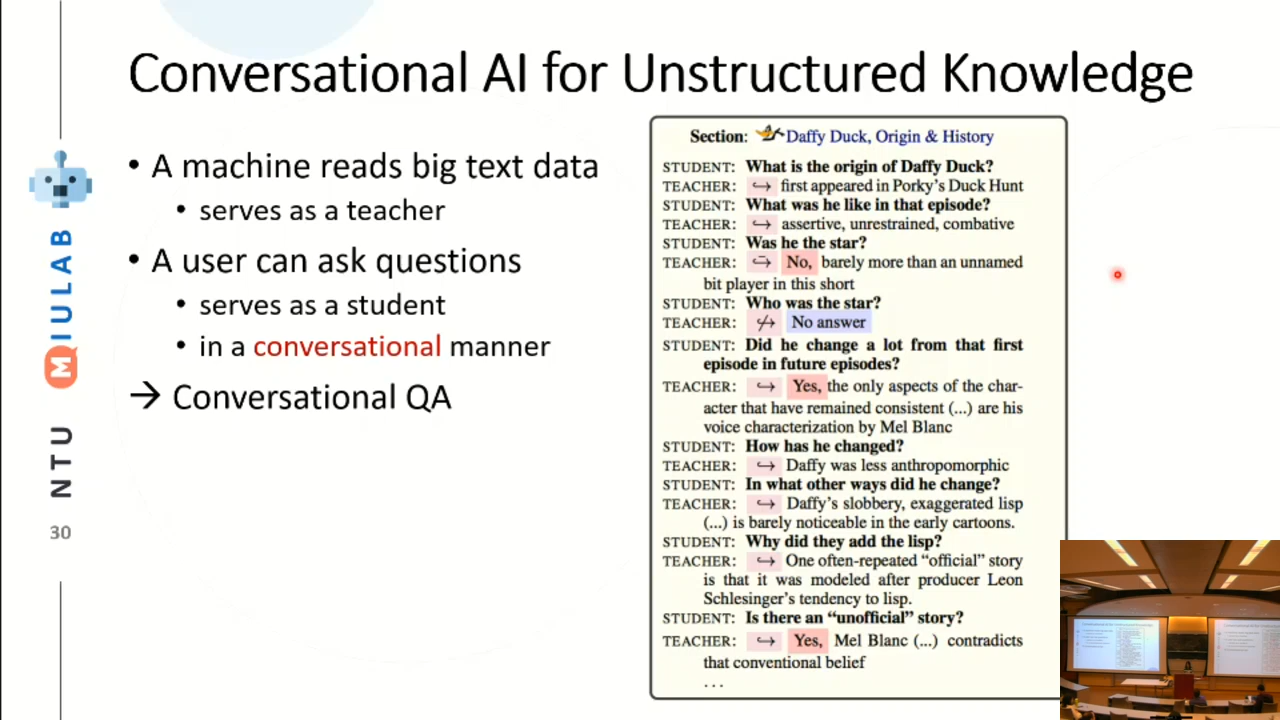 Conversational AI for Unstructured Knowledge
• A machine reads big text data
• serves as a teacher
• A user can ask questions
• serves as a student
• in a conversational manner
→ Conversational QA
NTU MIULAB
30
Section: Daffy Duck, Origin & History
STUDENT: What is the origin of Daffy Duck?
TEACHER: ↪ first appeared in Porky's Duck Hunt
STUDENT: What was he like in that episode?
TEACHER: ↪ assertive, unrestrained, combative
STUDENT: Was he the star?
TEACHER: ↪ No, barely more than an unnamed
bit player in this short
STUDENT: Who was the star?
TEACHER: ↪ No answer
STUDENT: Did he change a lot from that first
episode in future episodes?
TEACHER: ↪ Yes, the only aspects of the char-
acter that have remained consistent (...) are his
voice characterization by Mel Blanc
STUDENT: How has he changed?
TEACHER: ↪ Daffy was less anthropomorphic
STUDENT: In what other ways did he change?
TEACHER: ↪ Daffy's slobbery, exaggerated lisp
(...) is barely noticeable in the early cartoons.
STUDENT: Why did they add the lisp?
TEACHER: ↪ One often-repeated "official" story
is that it was modeled after producer Leon
Schlesinger's tendency to lisp.
STUDENT: Is there an "unofficial" story?
TEACHER: ↪ Yes, Mel Blanc (...) contradicts
that conventional belief
...